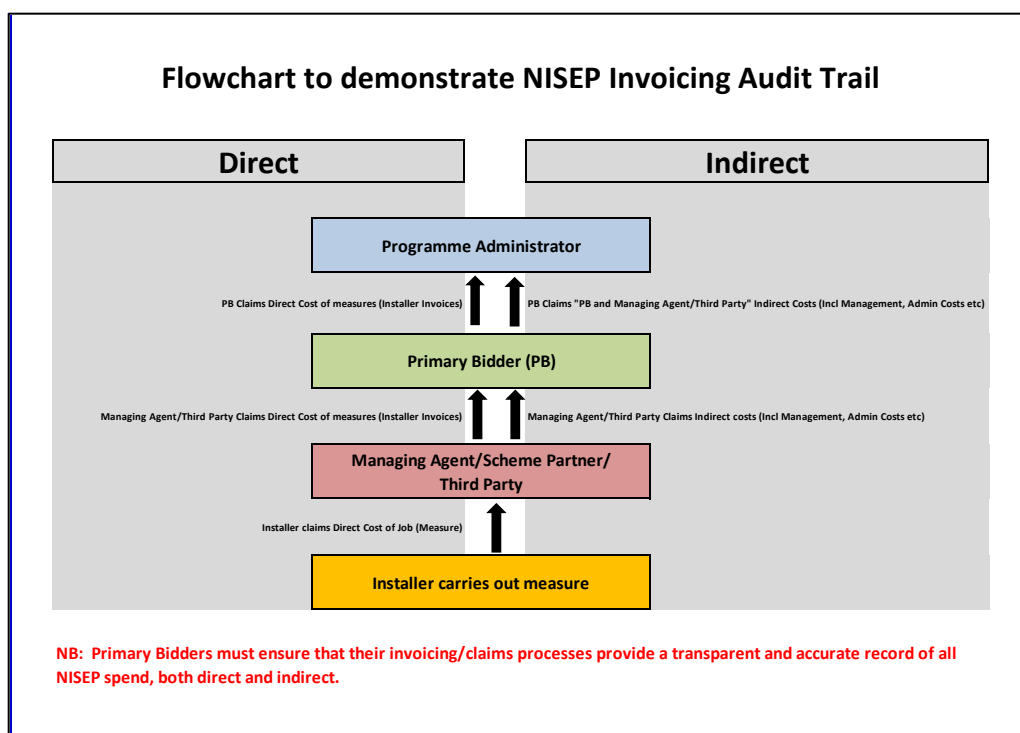 Flowchart to demonstrate NISEP Invoicing Audit Trail
Direct
Indirect
Programme Administrator
PB Claims Direct Cost of measures (Installer Invoices)
PB Claims "PB and Managing Agent/Third Party" Indirect Costs (Incl Management, Admin Costs etc)
Primary Bidder (PB)
Managing Agent/Third Party Claims Direct Cost of measures (Installer Invoices)
Managing Agent/Third Party Claims Indirect costs (Incl Management, Admin Costs etc)
Managing Agent/Scheme Partner/
Third Party
Installer claims Direct Cost of Job (Measure)
Installer carries out measure
NB:  Primary Bidders must ensure that their invoicing/claims processes provide a transparent and accurate record of all
NISEP spend, both direct and indirect.